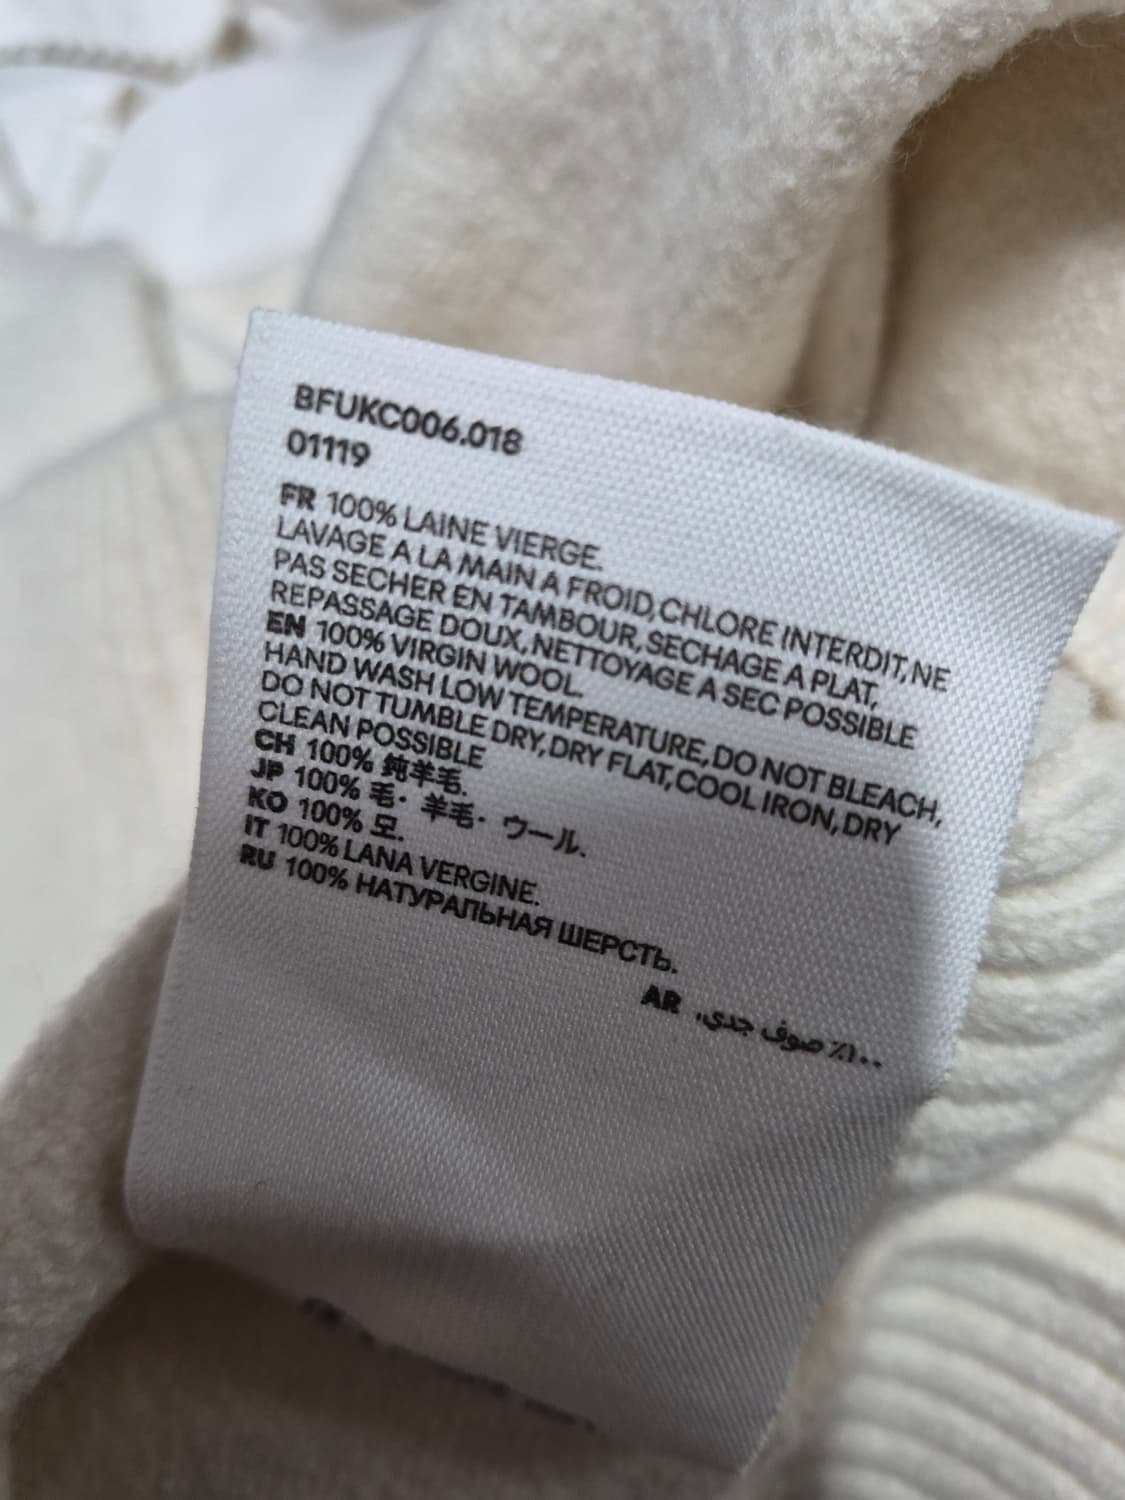 BFUKC006.018
01119
FR 100% LAINE VIERGE.
LAVAGE A LA MAIN A FROID,CHLORE INTERDIT,NE
PAS SECHER EN TAMBOUR,SECHAGE A PLAT,
REPASSAGE DOUX,NETTOYAGE A SEC POSSIBLE
EN 100% VIRGIN WOOL.
HAND WASH LOW TEMPERATURE,DO NOT BLEACH,
DO NOT TUMBLE DRY,DRY FLAT,COOL IRON,DRY
CLEAN POSSIBLE
CH 100% 純羊毛.
JP 100% 毛・羊毛・ウール.
KO 100% 모.
IT 100% LANA VERGINE.
RU 100% НАТУРАЛЬНАЯ ШЕРСТЬ.
AR ١٠٠٪ صوف جدي.